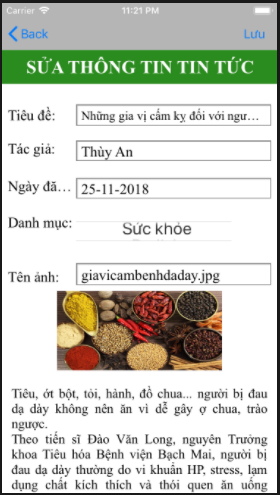 Carrier 11:21 PM
Back Lưu
SỬA THÔNG TIN TIN TỨC
Tiêu đề: Những gia vị cấm kỵ đối với ngư…
Tác giả: Thùy An
Ngày đă… 25-11-2018
Danh mục: Sức khỏe
Tên ảnh: giavicambenhdaday.jpg
Tiêu, ớt bột, tỏi, hành, đồ chua... người bị đau
dạ dày không nên ăn vì dễ gây ợ chua, trào
ngược.
Theo tiến sĩ Đào Văn Long, nguyên Trưởng
khoa Tiêu hóa Bệnh viện Bạch Mai, người bị
đau dạ dày thường do vi khuẩn HP, stress, lạm
dụng chất kích thích và thói quen ăn uống